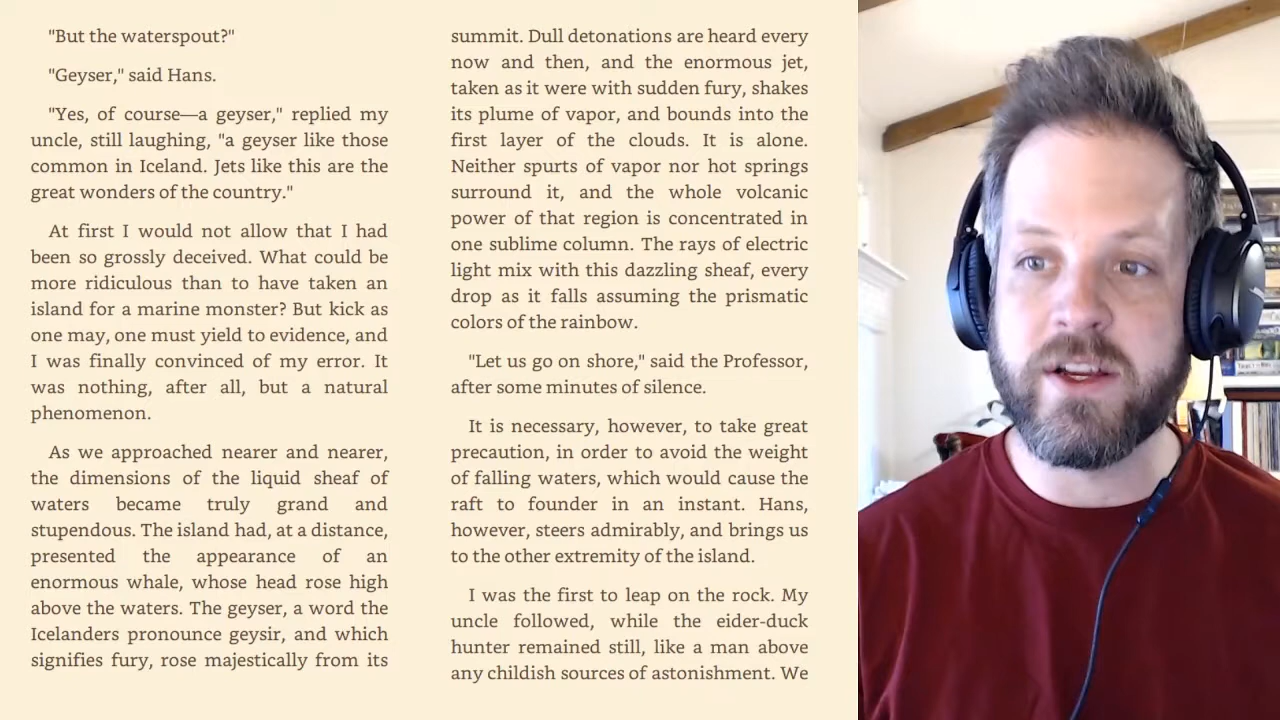 "But the waterspout?"
"Geyser," said Hans.
"Yes, of course—a geyser," replied my
uncle, still laughing, "a geyser like those
common in Iceland. Jets like this are the
great wonders of the country."
At first I would not allow that I had
been so grossly deceived. What could be
more ridiculous than to have taken an
island for a marine monster? But kick as
one may, one must yield to evidence, and
I was finally convinced of my error. It
was nothing, after all, but a natural
phenomenon.
As we approached nearer and nearer,
the dimensions of the liquid sheaf of
waters became truly grand and
stupendous. The island had, at a distance,
presented the appearance of an
enormous whale, whose head rose high
above the waters. The geyser, a word the
Icelanders pronounce geysir, and which
signifies fury, rose majestically from its
summit. Dull detonations are heard every
now and then, and the enormous jet,
taken as it were with sudden fury, shakes
its plume of vapor, and bounds into the
first layer of the clouds. It is alone.
Neither spurts of vapor nor hot springs
surround it, and the whole volcanic
power of that region is concentrated in
one sublime column. The rays of electric
light mix with this dazzling sheaf, every
drop as it falls assuming the prismatic
colors of the rainbow.
"Let us go on shore," said the Professor,
after some minutes of silence.
It is necessary, however, to take great
precaution, in order to avoid the weight
of falling waters, which would cause the
raft to founder in an instant. Hans,
however, steers admirably, and brings us
to the other extremity of the island.
I was the first to leap on the rock. My
uncle followed, while the eider-duck
hunter remained still, like a man above
any childish sources of astonishment. We